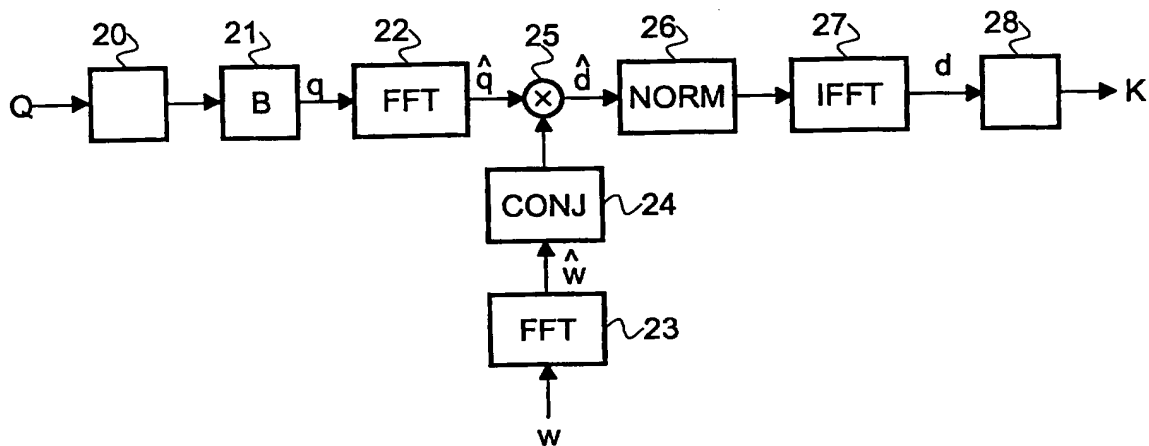 20 21 22 25 26 27 28
Q B q FFT q̂ × d̂ NORM IFFT d K
CONJ 24
ŵ
FFT 23
w